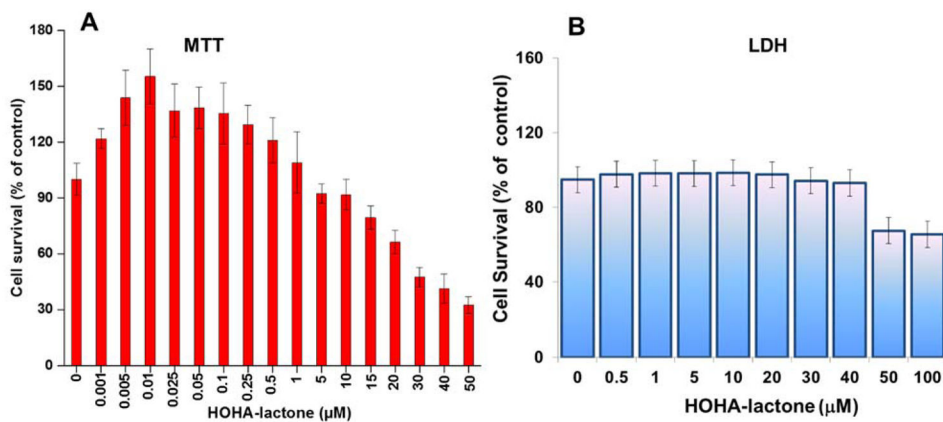 A
MTT
Cell survival (% of control)
180
150
120
90
60
30
0
0 0.001 0.005 0.01 0.025 0.05 0.1 0.25 0.5 1 5 10 15 20 30 40 50
HOHA-lactone (µM)
B
LDH
Cell Survival (% of control)
160
120
80
40
0
0 0.5 1 5 10 20 30 40 50 100
HOHA-lactone (µM)